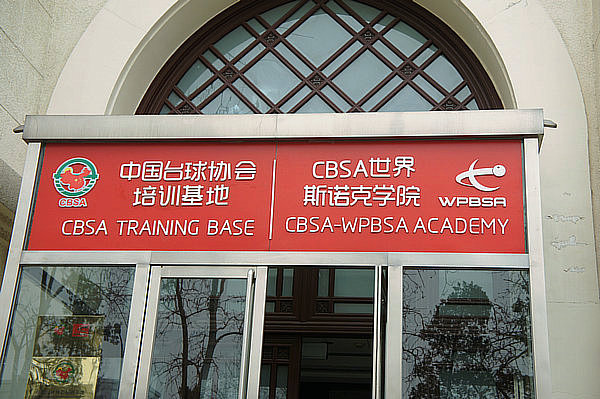 中国台球协会
培训基地
CBSA TRAINING BASE
CBSA
CBSA世界
斯诺克学院
CBSA-WPBSA ACADEMY
WPBSA